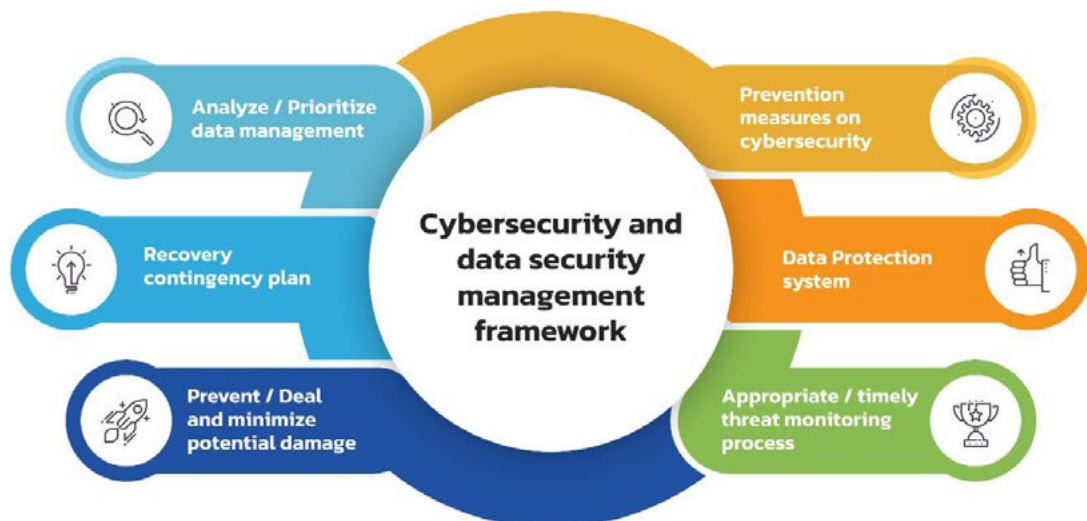 Analyze / Prioritize
data management
Recovery
contingency plan
Prevent / Deal
and minimize
potential damage
Cybersecurity and
data security
management
framework
Prevention
measures on
cybersecurity
Data Protection
system
Appropriate / timely
threat monitoring
process